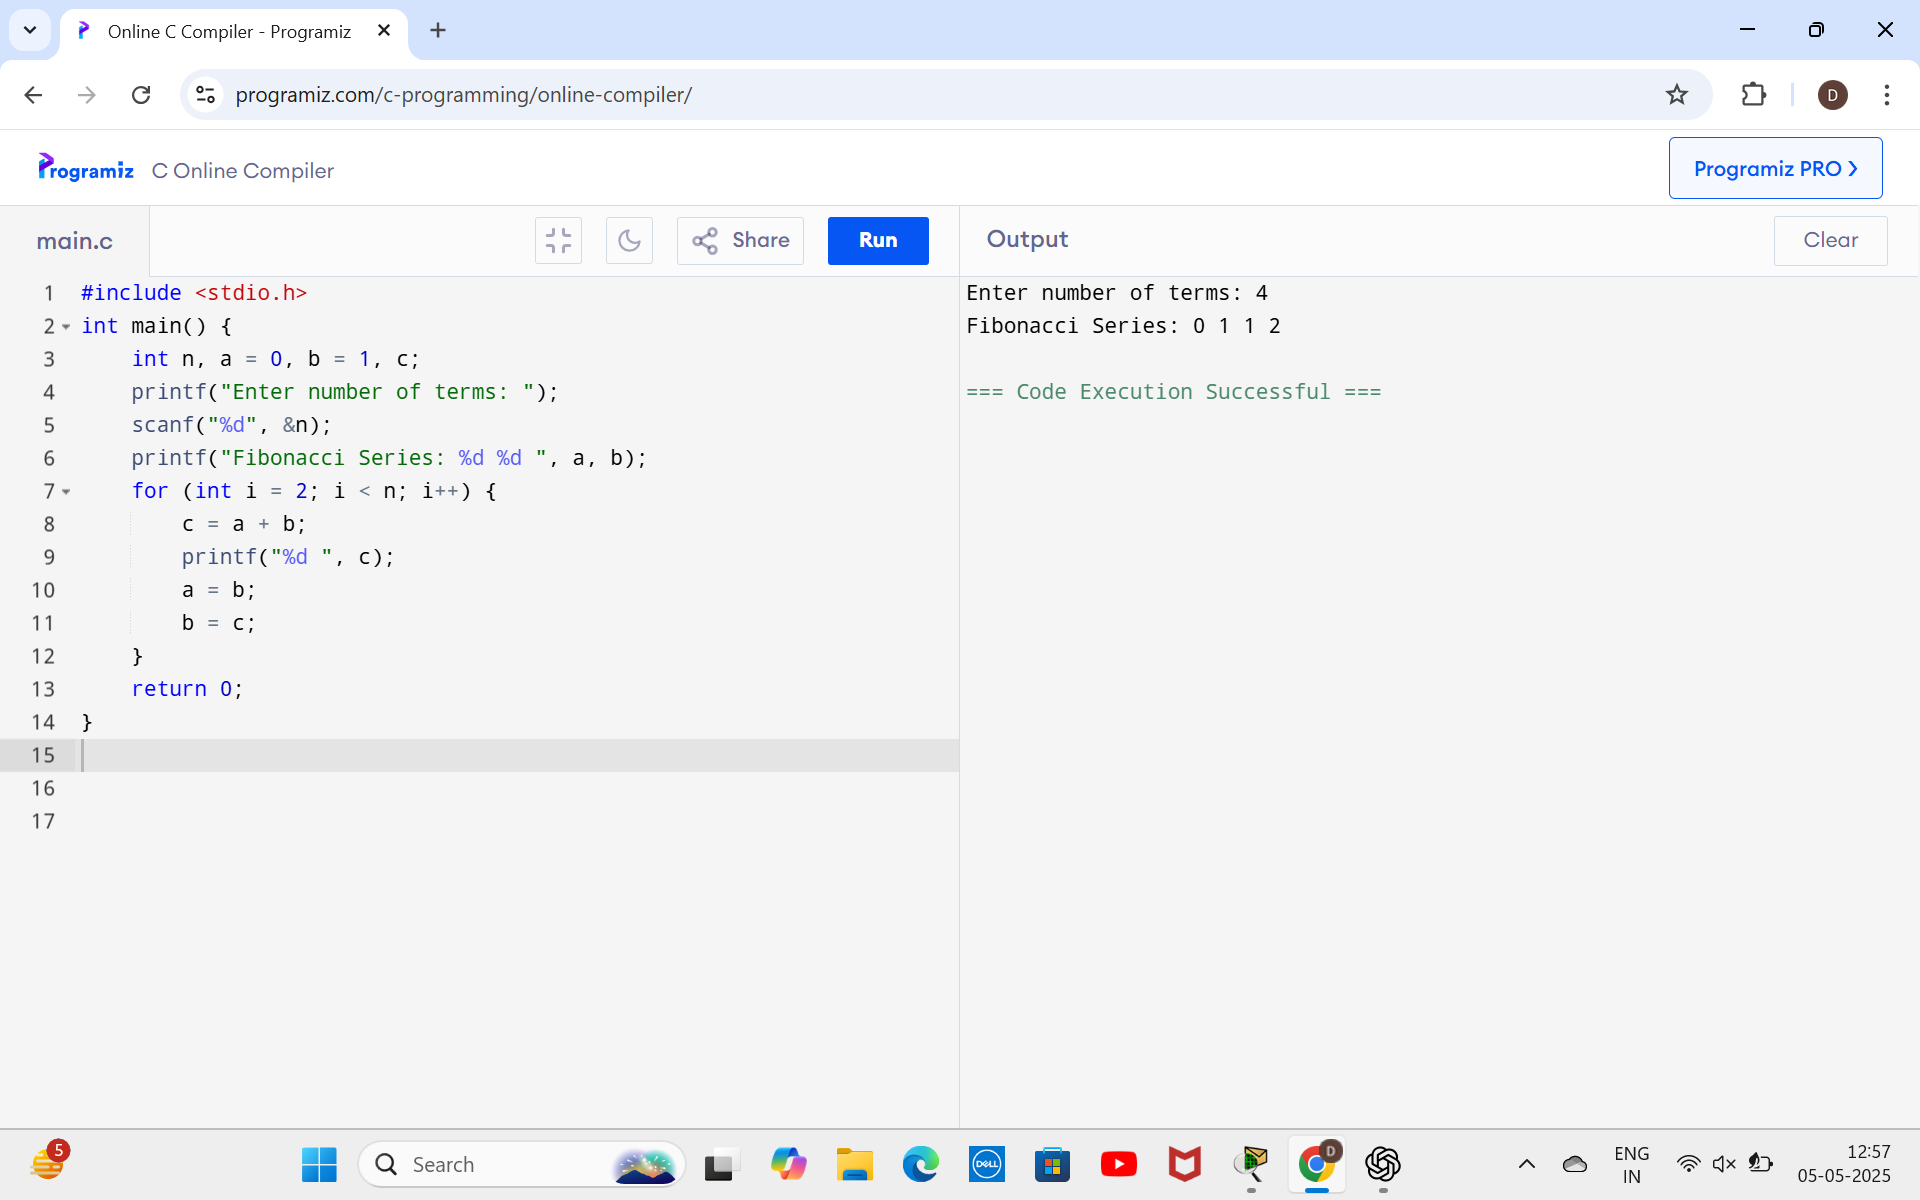 Online C Compiler - Programiz
programiz.com/c-programming/online-compiler/
D
Programiz C Online Compiler
Programiz PRO
main.c
Share
Run
Output
Clear
1 #include <stdio.h>
2 int main() {
3     int n, a = 0, b = 1, c;
4     printf("Enter number of terms: ");
5     scanf("%d", &n);
6     printf("Fibonacci Series: %d %d ", a, b);
7     for (int i = 2; i < n; i++) {
8         c = a + b;
9         printf("%d ", c);
10         a = b;
11         b = c;
12     }
13     return 0;
14 }
15
16
17
Enter number of terms: 4
Fibonacci Series: 0 1 1 2
=== Code Execution Successful ===
5
Search
DELL
D
ENG
IN
12:57
05-05-2025